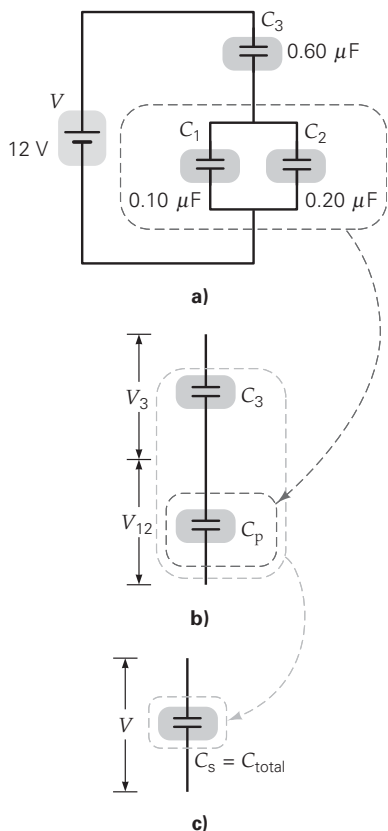 C3
0.60 μF
V
12 V
C1
C2
0.10 μF
0.20 μF
a)
V3
C3
V12
Cp
b)
V
Cs = Ctotal
c)